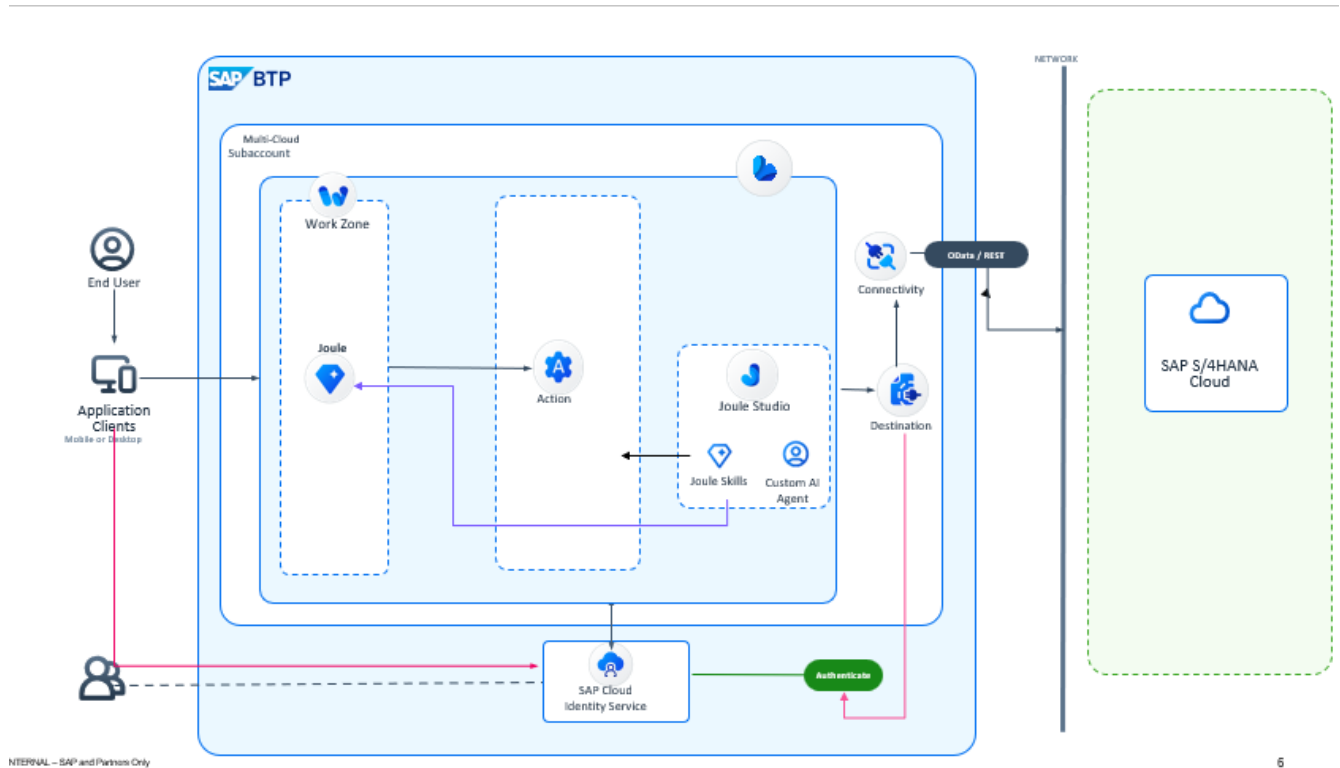 SAP BTP
NETWORK
Multi-Cloud
Subaccount
Work Zone
End User
OData / REST
Connectivity
Joule
Action
Joule Studio
SAP S/4HANA
Cloud
Application
Clients
Mobile or Desktop
Destination
Joule Skills
Custom AI
Agent
SAP Cloud
Identity Service
Authenticate
NTERNAL – SAP and Partners Only
6